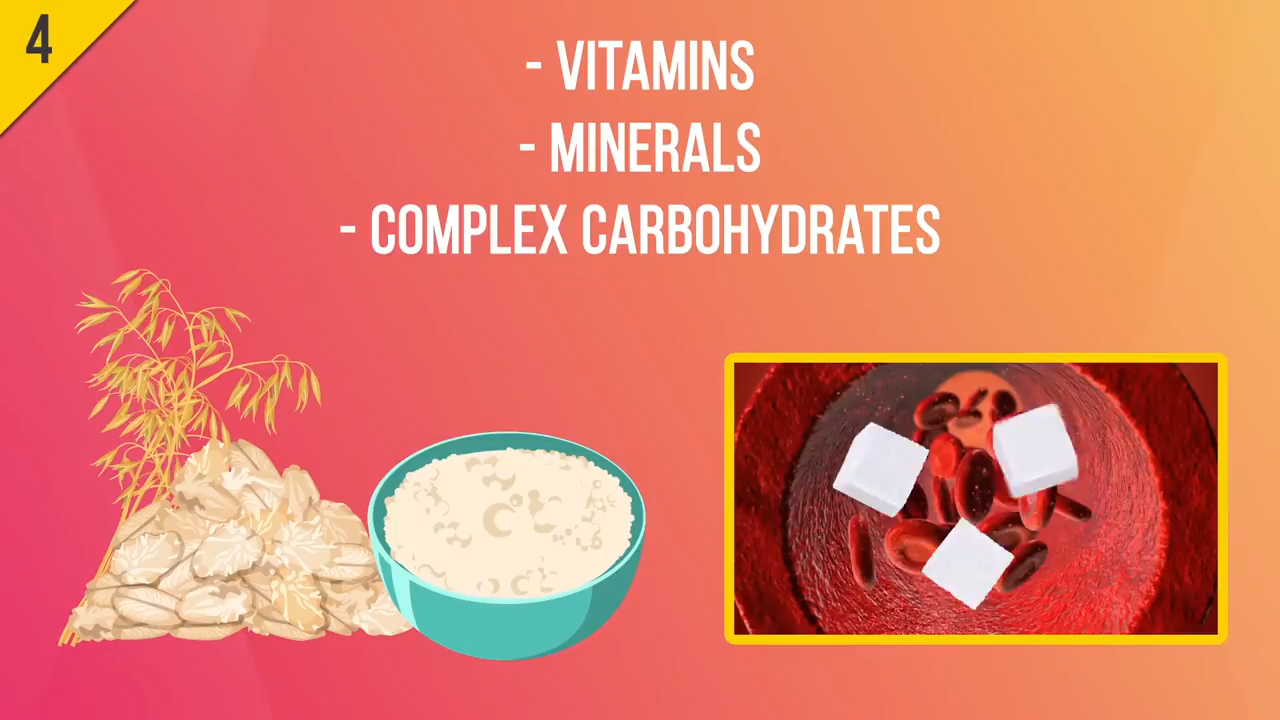 4
- VITAMINS
- MINERALS
- COMPLEX CARBOHYDRATES